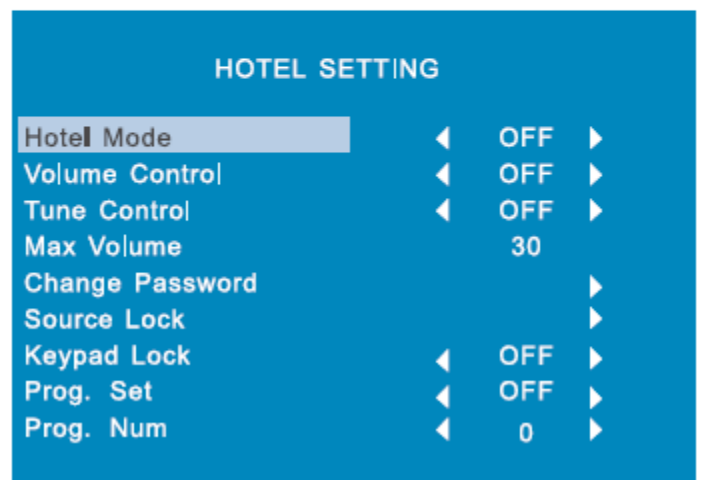 HOTEL SETTING
Hotel Mode OFF
Volume Control OFF
Tune Control OFF
Max Volume 30
Change Password
Source Lock
Keypad Lock OFF
Prog. Set OFF
Prog. Num 0